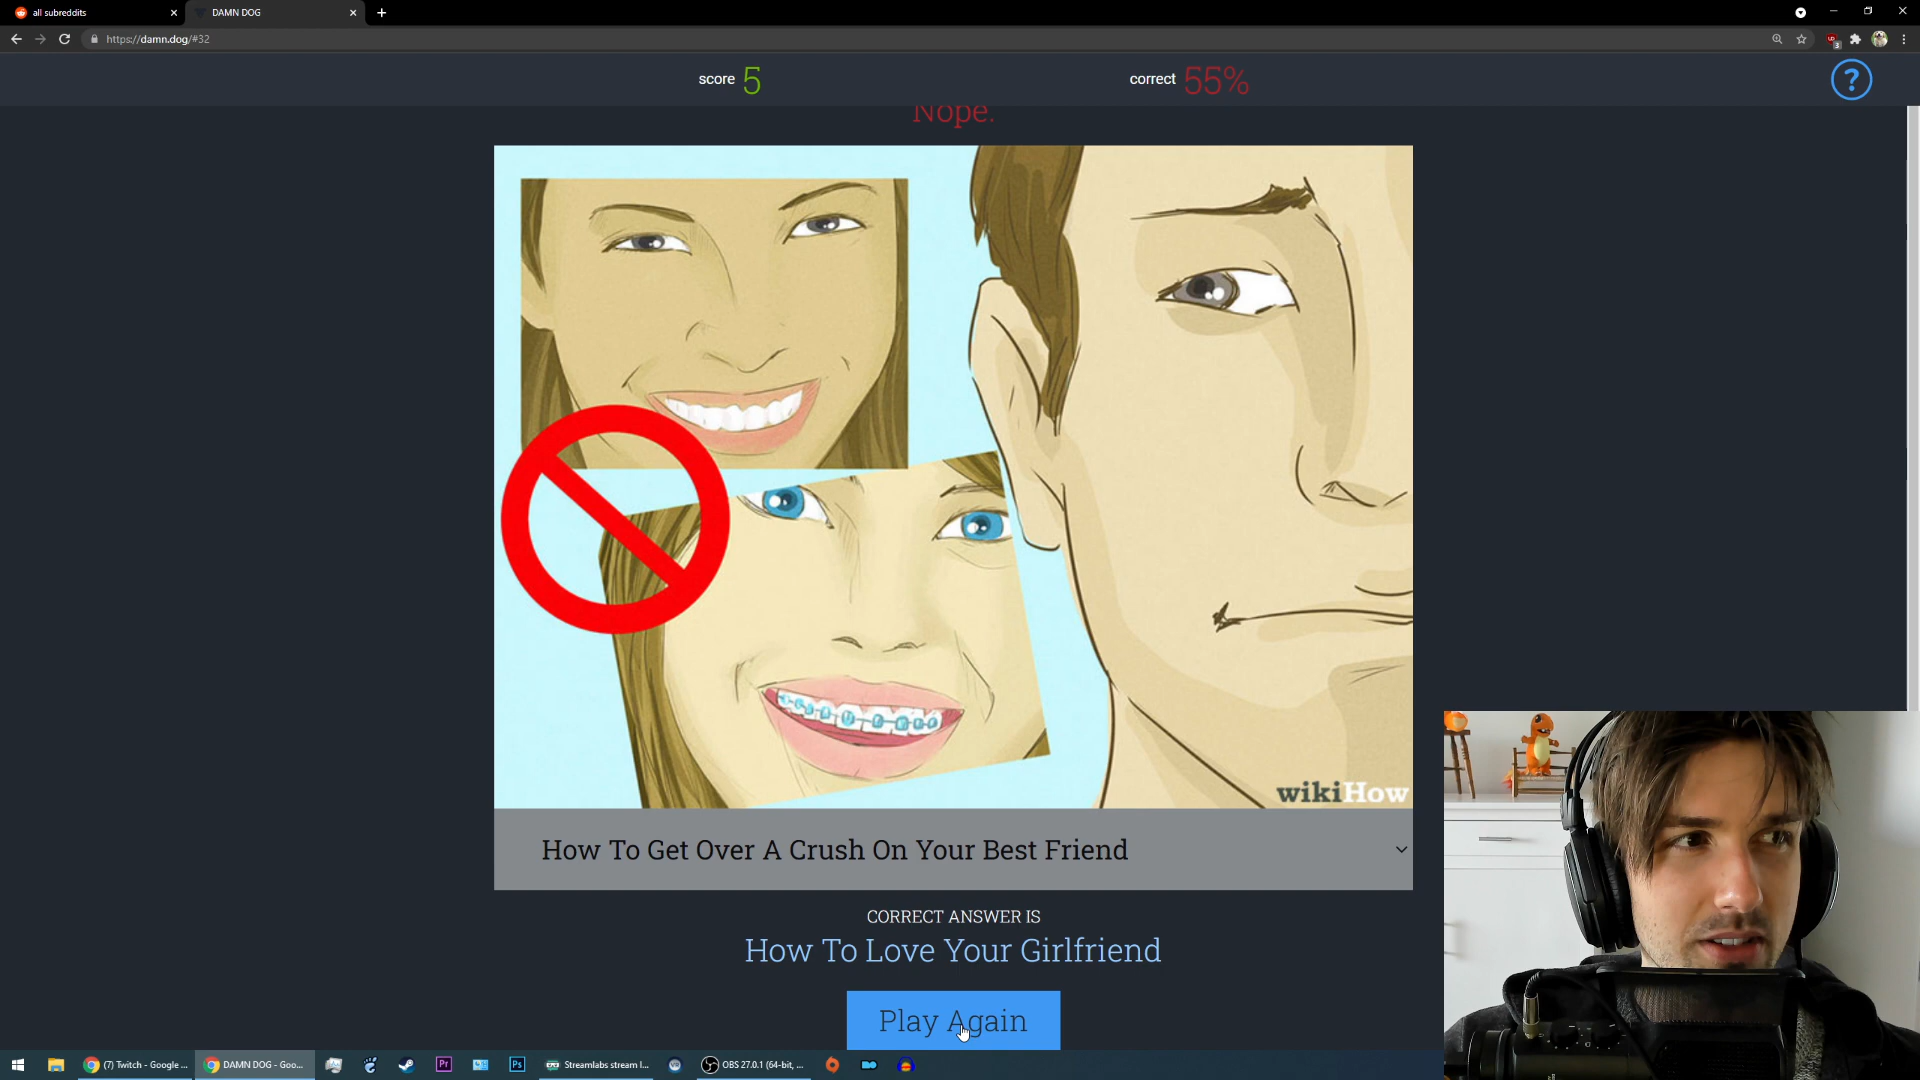 all subreddits
DAMN DOG
https://damn.dog/#32
score 5
correct 55%
?
Nope.
wikiHow
How To Get Over A Crush On Your Best Friend
CORRECT ANSWER IS
How To Love Your Girlfriend
Play Again
(7) Twitch - Google ...
DAMN DOG - Goo...
Pr
Ps
Streamlabs stream l...
OBS 27.0.1 (64-bit, ...